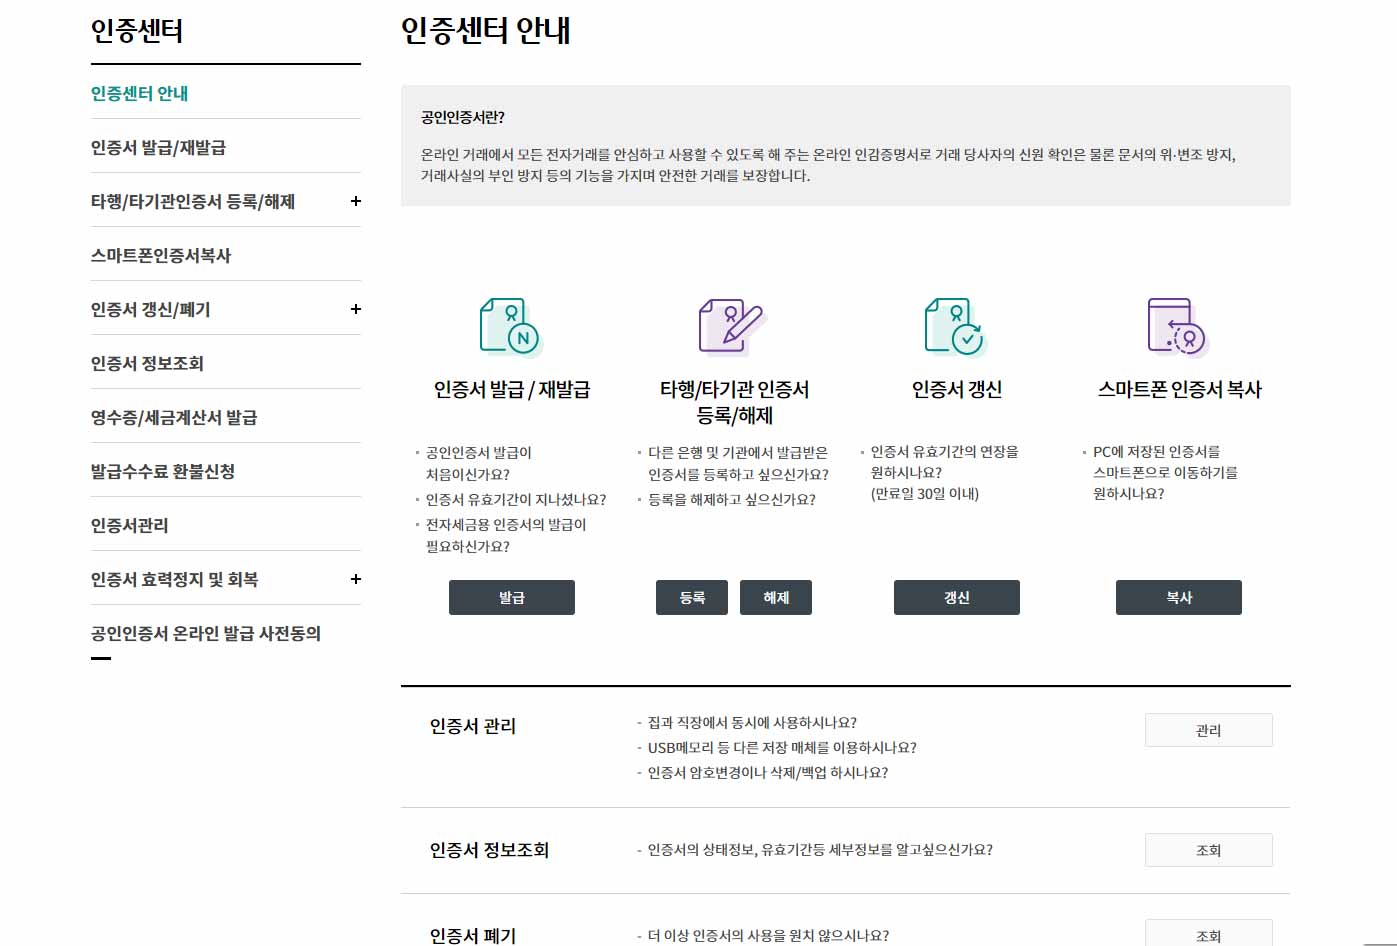 인증센터
인증센터 안내
인증서 발급/재발급
타행/타기관인증서 등록/해제
+
스마트폰인증서복사
인증서 갱신/폐기
+
인증서 정보조회
영수증/세금계산서 발급
발급수수료 환불신청
인증서관리
인증서 효력정지 및 회복
+
공인인증서 온라인 발급 사전동의
인증센터 안내
공인인증서란?
온라인 거래에서 모든 전자거래를 안심하고 사용할 수 있도록 해 주는 온라인 인감증명서로 거래 당사자의 신원 확인은 물론 문서의 위·변조 방지,
거래사실의 부인 방지 등의 기능을 가지며 안전한 거래를 보장합니다.
N
인증서 발급 / 재발급
공인인증서 발급이
처음이신가요?
인증서 유효기간이 지나셨나요?
전자세금용 인증서의 발급이
필요하신가요?
발급
타행/타기관 인증서
등록/해제
다른 은행 및 기관에서 발급받은
인증서를 등록하고 싶으신가요?
등록을 해제하고 싶으신가요?
등록
해제
인증서 갱신
인증서 유효기간의 연장을
원하시나요?
(만료일 30일 이내)
갱신
스마트폰 인증서 복사
PC에 저장된 인증서를
스마트폰으로 이동하기를
원하시나요?
복사
인증서 관리
- 집과 직장에서 동시에 사용하시나요?
- USB메모리 등 다른 저장 매체를 이용하시나요?
- 인증서 암호변경이나 삭제/백업 하시나요?
관리
인증서 정보조회
- 인증서의 상태정보, 유효기간등 세부정보를 알고싶으신가요?
조회
인증서 폐기
- 더 이상 인증서의 사용을 원치 않으시나요?
조회